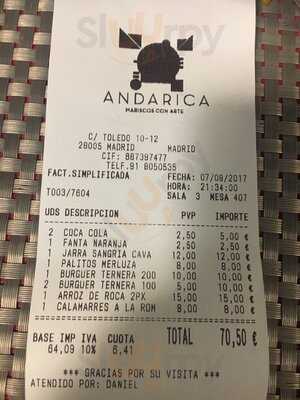 Sluurpy
ANDARICA
MARISCOS CON ARTE
C/ TOLEDO 10-12
28005 MADRID MADRID
CIF: B87397477
TELF.91 8050535
FACT.SIMPLIFICADA FECHA: 07/08/2017
HORA: 21:34:00
T003/7604 SALA 3 MESA 407
UDS DESCRIPCION PVP IMPORTE
2 COCA COLA 2,50 5,00 €
1 FANTA NARANJA 2,50 2,50 €
1 JARRA SANGRIA CAVA 12,00 12,00 €
1 PALITOS MERLUZA 8,00 8,00 €
1 BURGUER TERNERA 200 10,00 10,00 €
2 BURGUER TERNERA 100 5,00 10,00 €
1 ARROZ DE ROCA 2PX 15,00 15,00 €
1 CALAMARRES A LA ROM 8,00 8,00 €
BASE IMP IVA CUOTA TOTAL 70,50 €
64,09 10% 6,41
*** GRACIAS POR SU VISITA ***
ATENDIDO POR: DANIEL